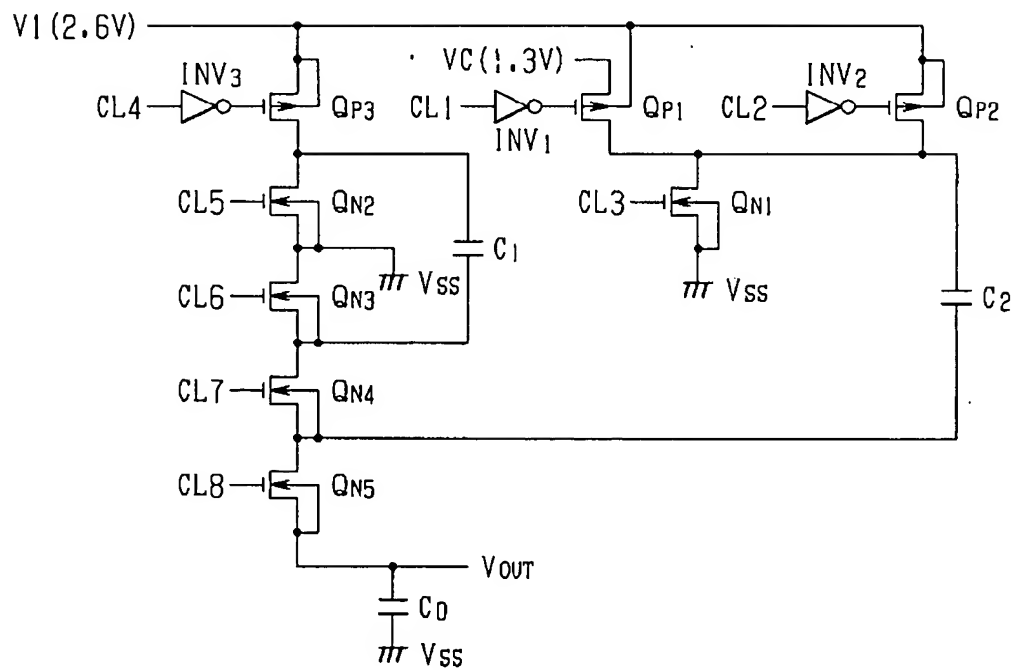 V1(2.6V)
INV3
VC(1.3V)
INV2
CL4
QP3
CL1
QP1
CL2
QP2
INV1
CL5
QN2
CL3
QN1
C1
VSS
VSS
CL6
QN3
C2
CL7
QN4
CL8
QN5
VOUT
CD
VSS